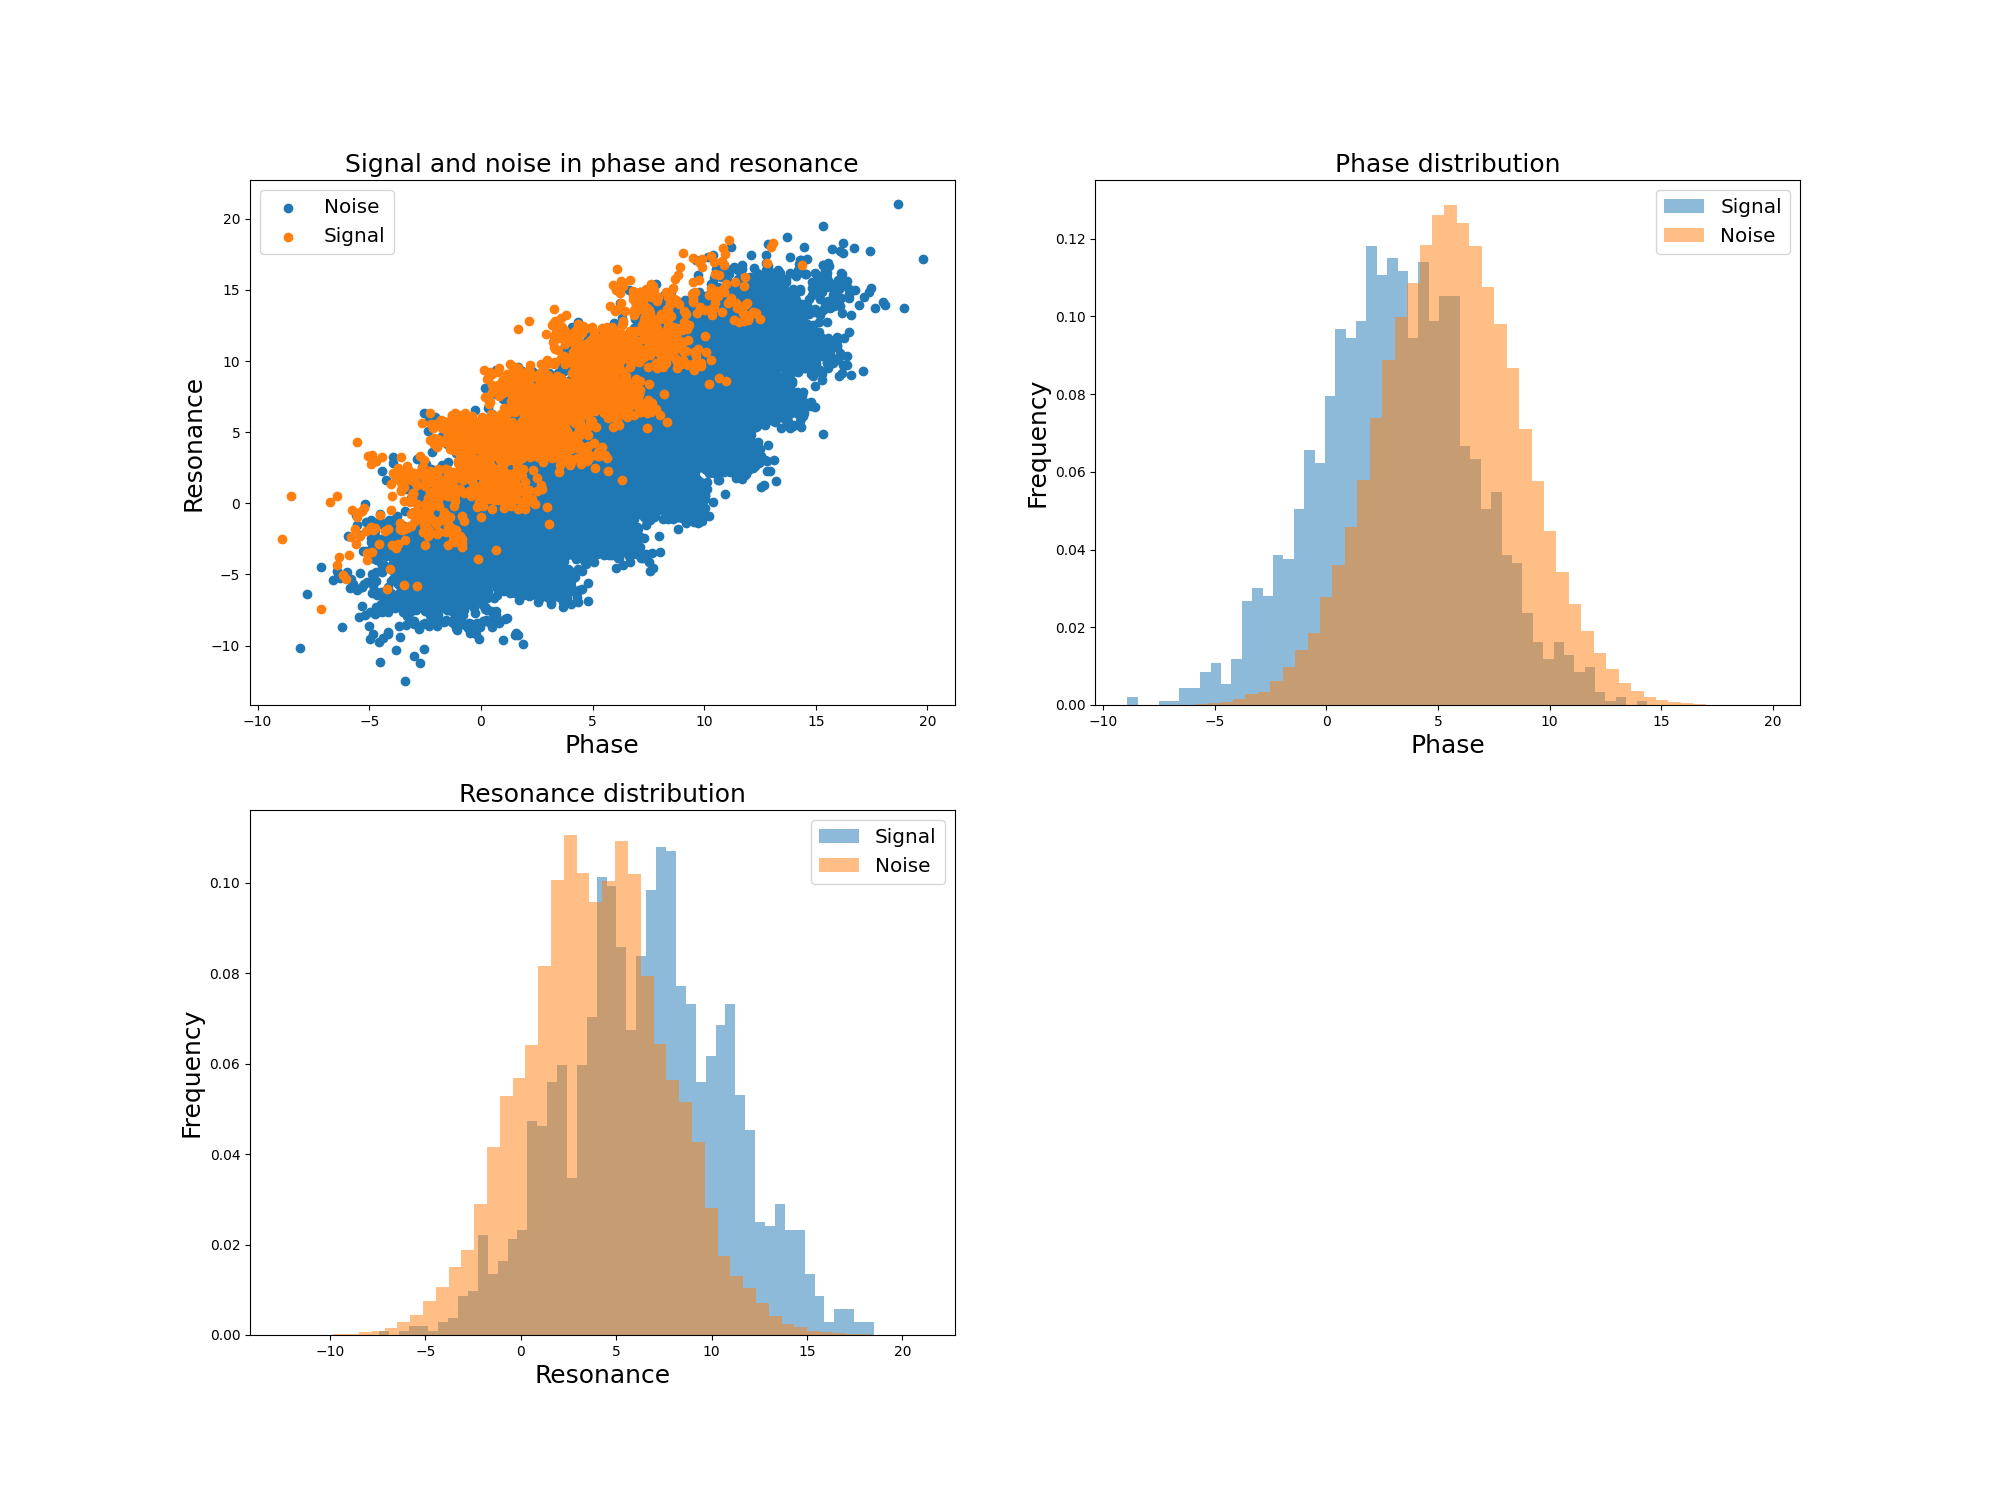 Signal and noise in phase and resonance
Noise
Signal
20
15
10
5
0
−5
−10
Resonance
−10 −5 0 5 10 15 20
Phase
Phase distribution
Signal
Noise
0.12
0.10
0.08
0.06
0.04
0.02
0.00
Frequency
−10 −5 0 5 10 15 20
Phase
Resonance distribution
Signal
Noise
0.10
0.08
0.06
0.04
0.02
0.00
Frequency
−10 −5 0 5 10 15 20
Resonance